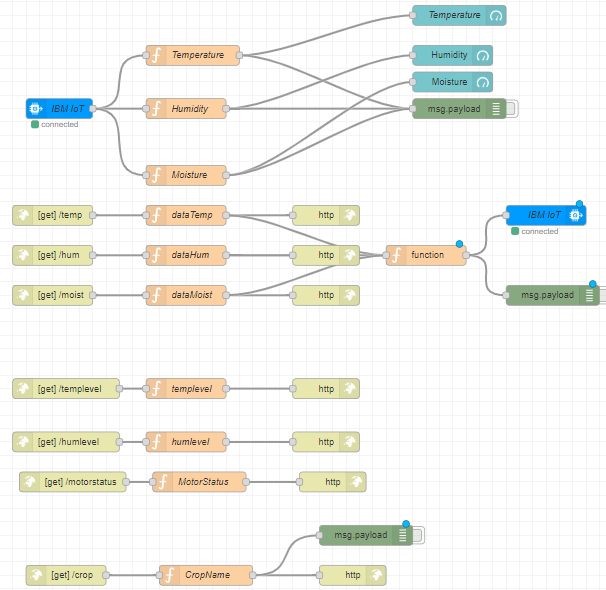 Temperature
Temperature
Humidity
Moisture
IBM IoT
connected
Humidity
msg.payload
Moisture
[get] /temp
dataTemp
http
IBM IoT
connected
[get] /hum
dataHum
http
function
[get] /moist
dataMoist
http
msg.payload
[get] /templevel
templevel
http
[get] /humlevel
humlevel
http
[get] /motorstatus
MotorStatus
http
msg.payload
[get] /crop
CropName
http